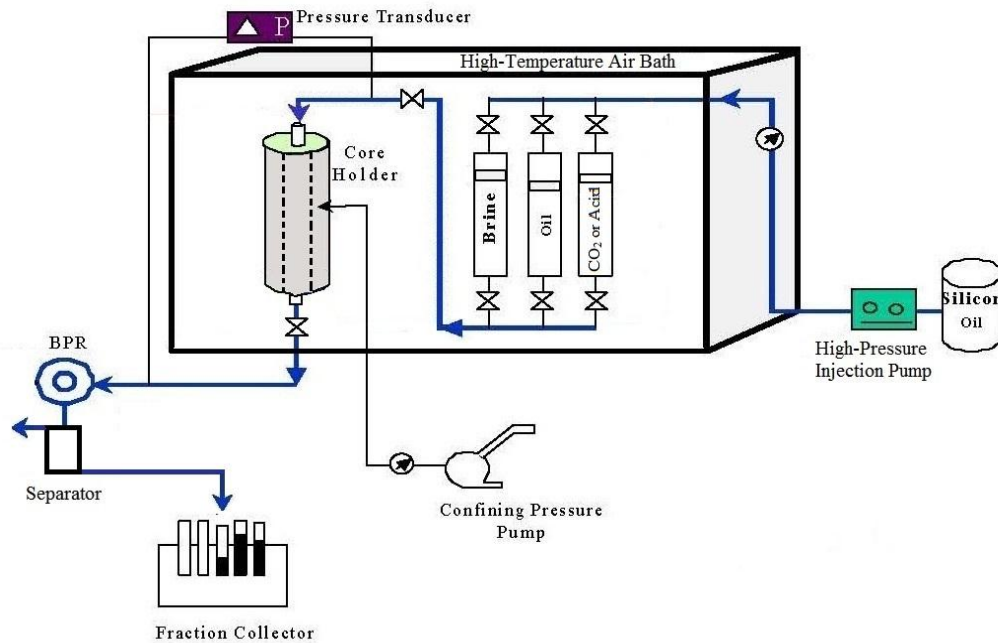 Pressure Transducer
P
High-Temperature Air Bath
Core
Holder
Brine
Oil
CO₂ or Acid
Silicon
Oil
High-Pressure
Injection Pump
BPR
Separator
Confining Pressure
Pump
Fraction Collector